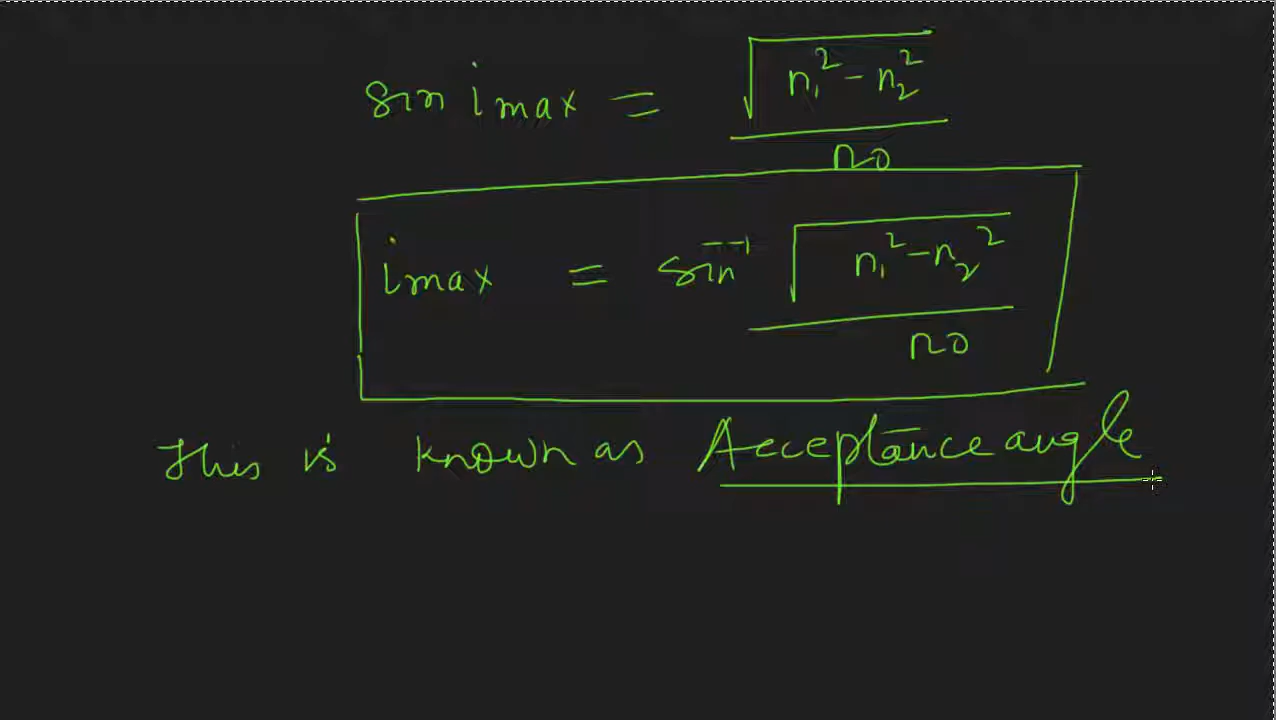 sin imax = √(n₁² - n₂²) / n0
imax = sin⁻¹ √(n₁² - n₂²) / n0
This is known as Acceptance angle